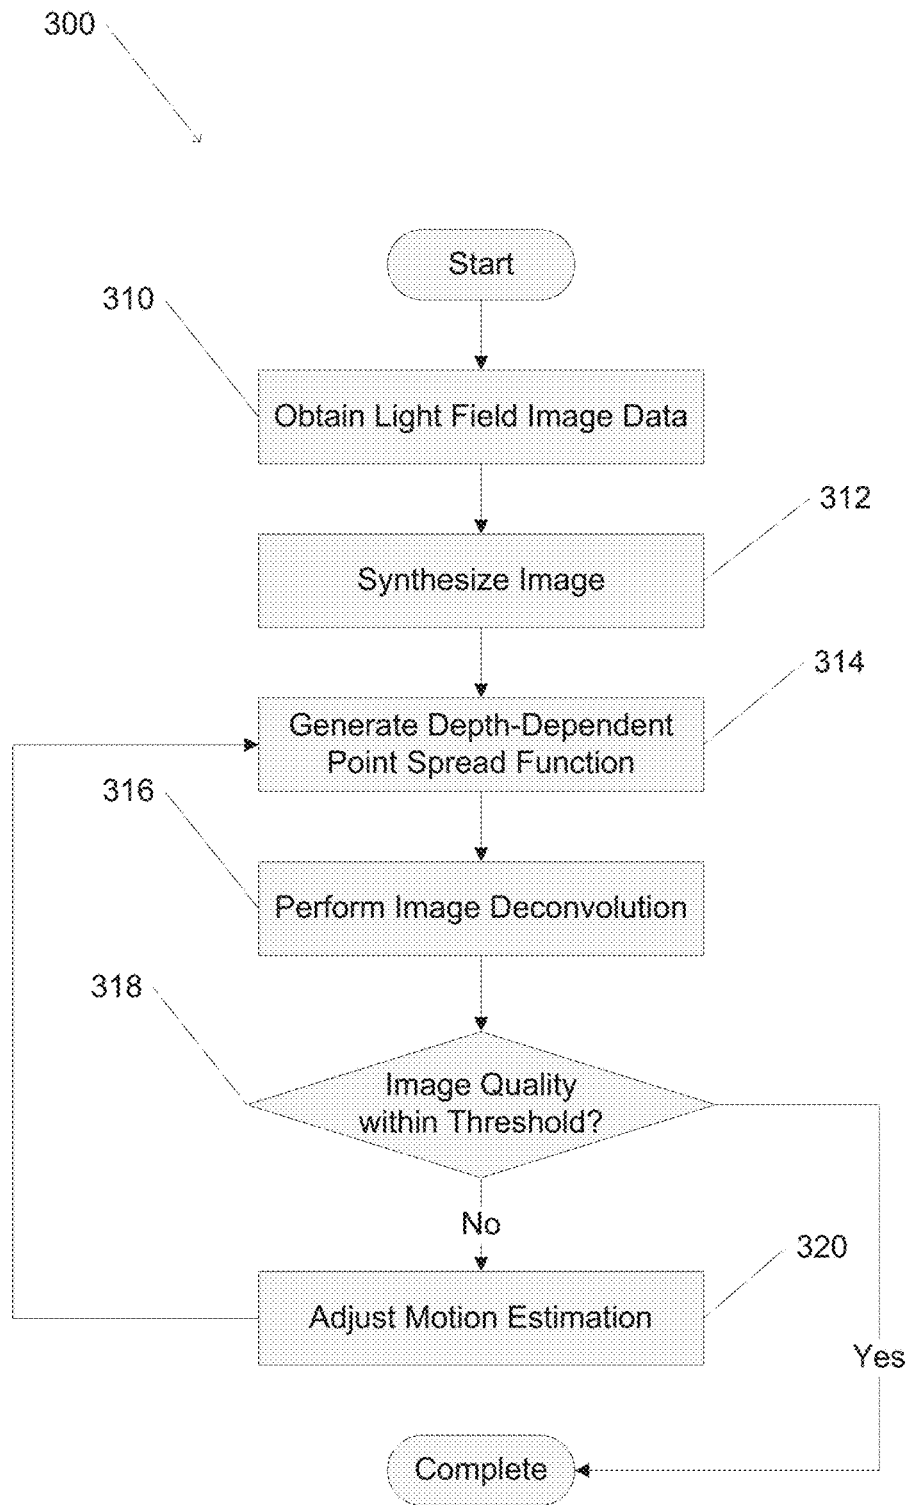 300
Start
310
Obtain Light Field Image Data
312
Synthesize Image
314
Generate Depth-Dependent
Point Spread Function
316
Perform Image Deconvolution
318
Image Quality
within Threshold?
No
320
Adjust Motion Estimation
Yes
Complete